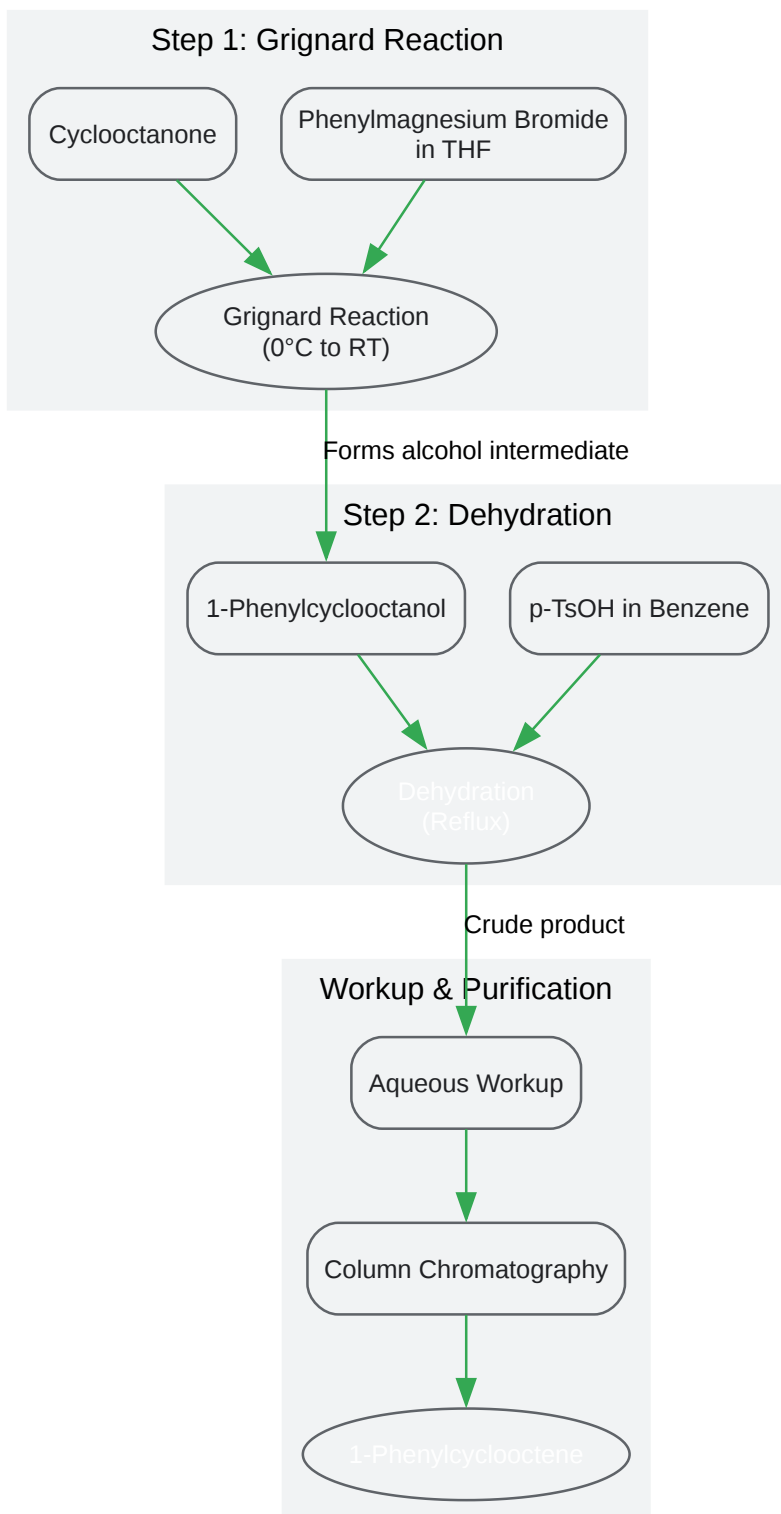 Step 1: Grignard Reaction
Cyclooctanone
Phenylmagnesium Bromide
in THF
Grignard Reaction
(0°C to RT)
Forms alcohol intermediate
Step 2: Dehydration
1-Phenylcyclooctanol
p-TsOH in Benzene
Dehydration
(Reflux)
Crude product
Workup & Purification
Aqueous Workup
Column Chromatography
1-Phenylcyclooctene